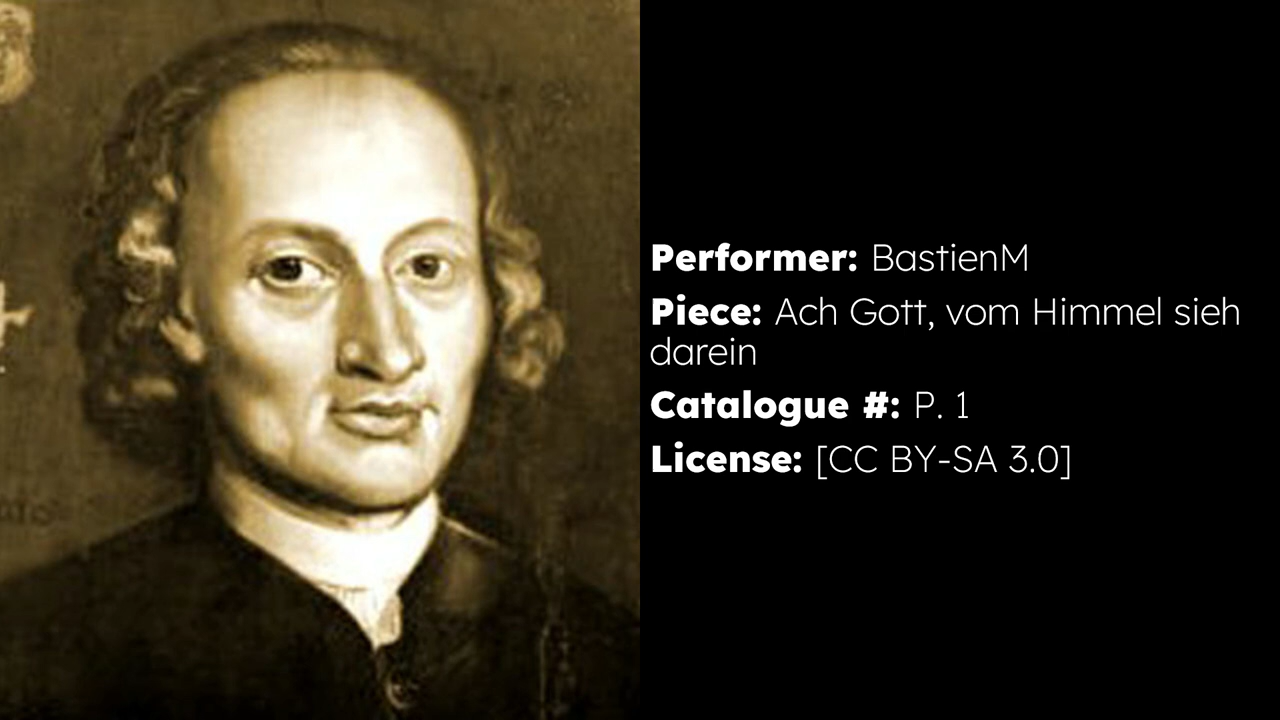 Performer: BastienM
Piece: Ach Gott, vom Himmel sieh
darein
Catalogue #: P. 1
License: [CC BY-SA 3.0]